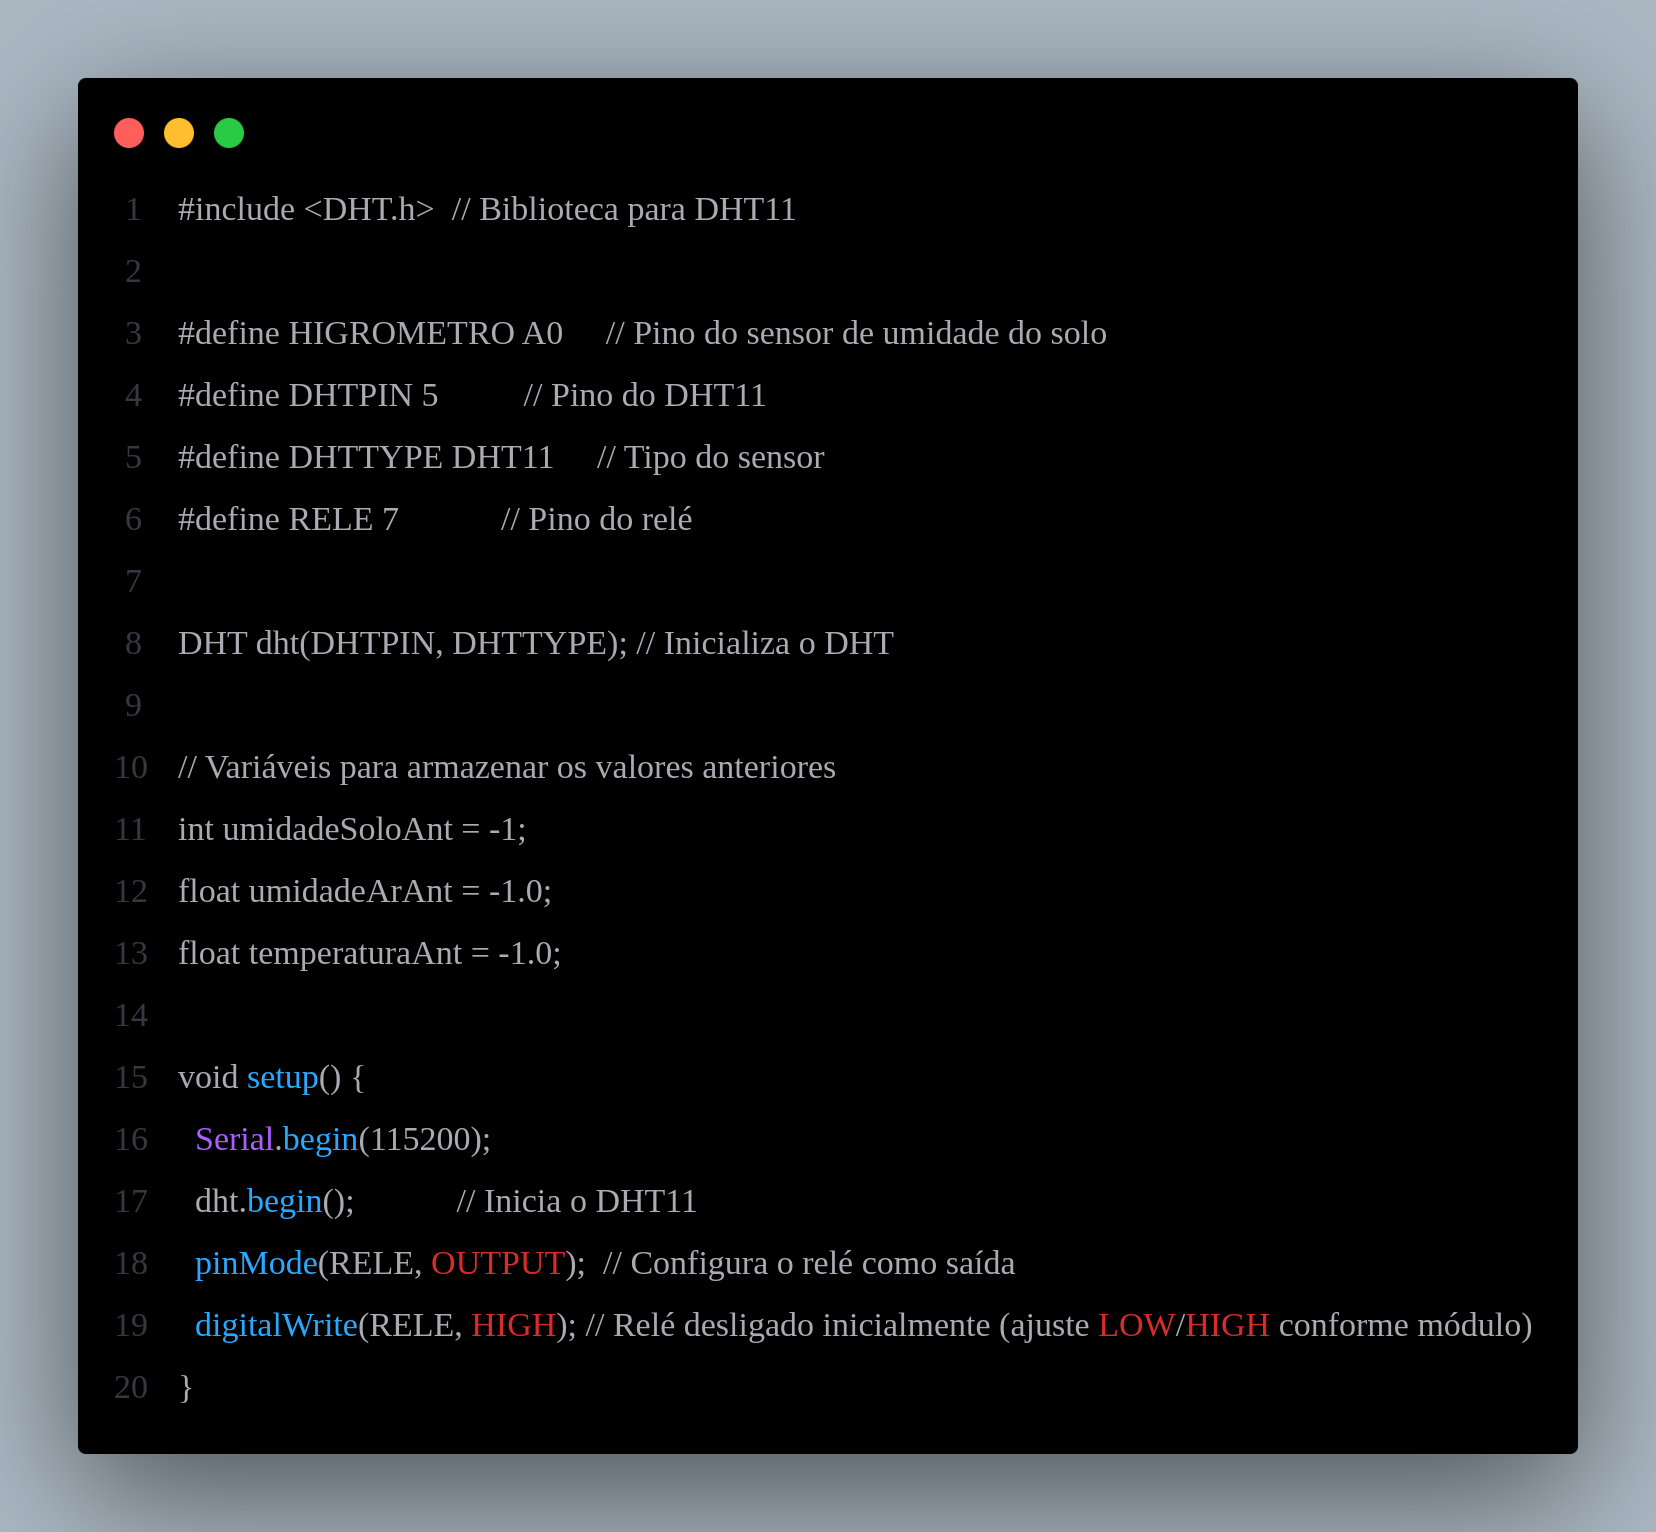 1 #include <DHT.h>  // Biblioteca para DHT11
2
3 #define HIGROMETRO A0     // Pino do sensor de umidade do solo
4 #define DHTPIN 5          // Pino do DHT11
5 #define DHTTYPE DHT11     // Tipo do sensor
6 #define RELE 7            // Pino do relé
7
8 DHT dht(DHTPIN, DHTTYPE); // Inicializa o DHT
9
10 // Variáveis para armazenar os valores anteriores
11 int umidadeSoloAnt = -1;
12 float umidadeArAnt = -1.0;
13 float temperaturaAnt = -1.0;
14
15 void setup() {
16   Serial.begin(115200);
17   dht.begin();            // Inicia o DHT11
18   pinMode(RELE, OUTPUT);  // Configura o relé como saída
19   digitalWrite(RELE, HIGH); // Relé desligado inicialmente (ajuste LOW/HIGH conforme módulo)
20 }